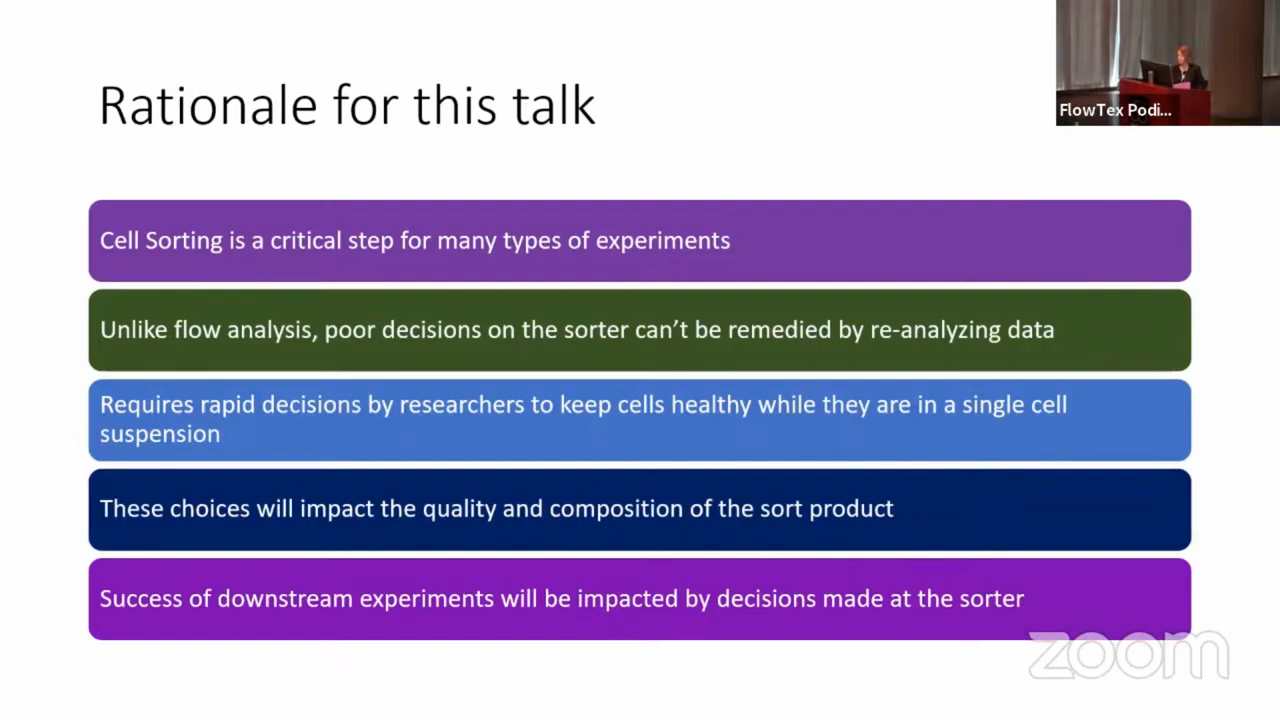 Rationale for this talk
FlowTex Podi...
Cell Sorting is a critical step for many types of experiments
Unlike flow analysis, poor decisions on the sorter can’t be remedied by re-analyzing data
Requires rapid decisions by researchers to keep cells healthy while they are in a single cell
suspension
These choices will impact the quality and composition of the sort product
Success of downstream experiments will be impacted by decisions made at the sorter
zoom